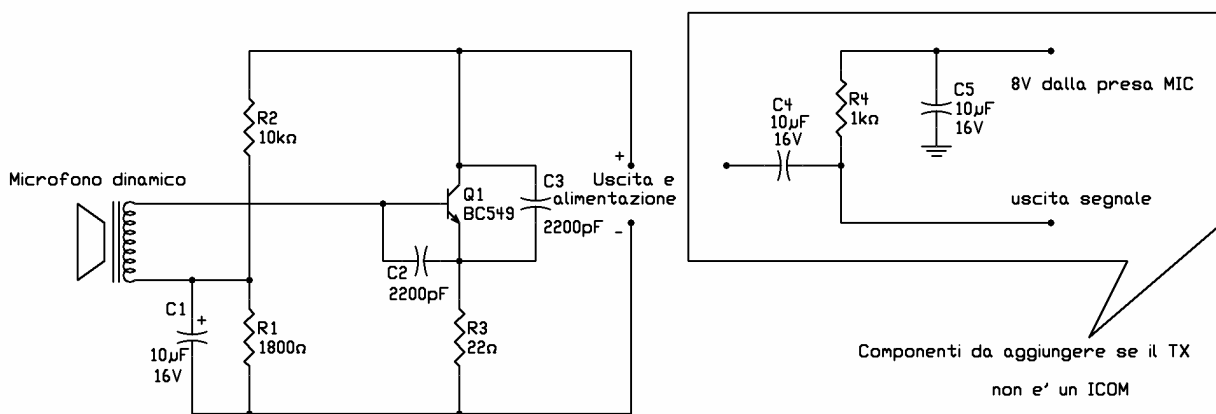 Microfono dinamico
C1
+
10µF
16V
R2
10kΩ
R1
1800Ω
C2
2200pF
Q1
BC549
R3
22Ω
C3
2200pF
+
Uscita e
alimentazione
-
C4
10µF
16V
R4
1kΩ
C5
10µF
16V
8V dalla presa MIC
uscita segnale
Componenti da aggiungere se il TX
non e' un ICOM